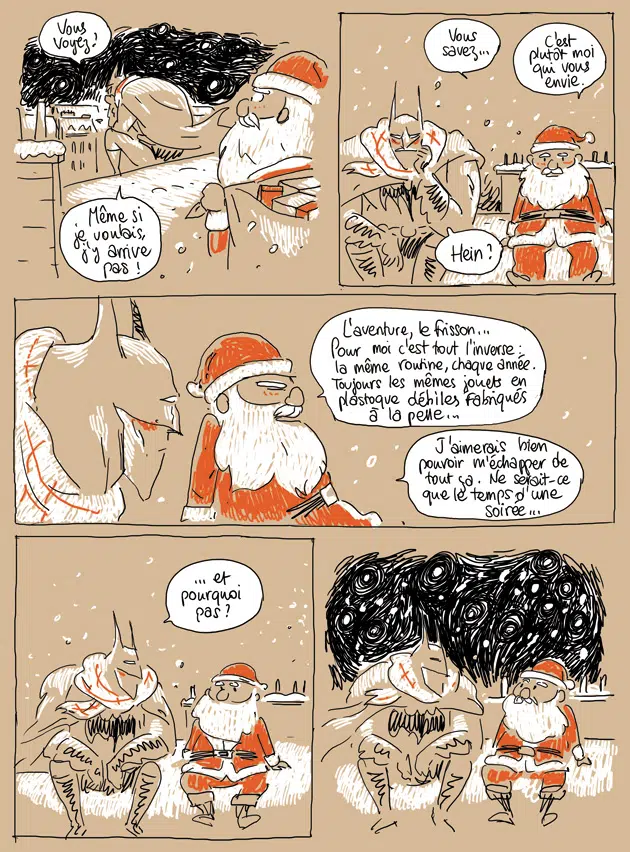 Vous
voyez!
Même si
je voulais,
j'y arrive
pas !
Vous
savez...
C'est
plutôt moi
qui vous
envie.
Hein ?
L'aventure, le frisson...
Pour moi c'est tout l'inverse :
la même routine, chaque année.
Toujours les mêmes jouets en
plastoque débiles fabriqués
à la pelle...
J'aimerais bien
pouvoir m'échapper de
tout ça. Ne serait-ce
que le temps d'une
soirée...
... et
pourquoi
pas ?